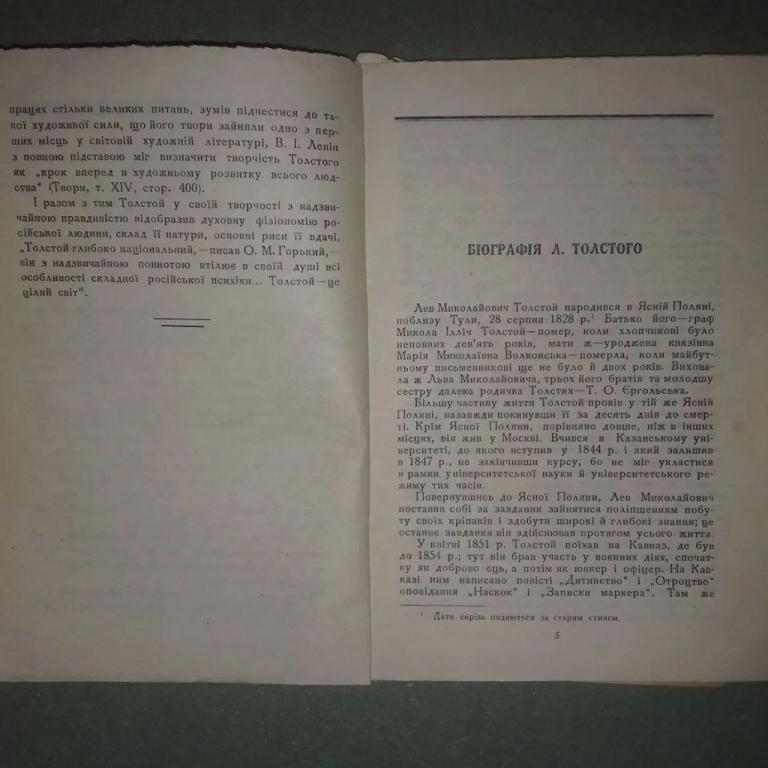 працях стільки великих питань, зумів піднестися до та-
кої художньої сили, що його твори зайняли одно з пер-
ших місць у світовій художній літературі, В. І. Ленін
з повною підставою міг визначити творчість Толстого
як „крок вперед в художньому розвитку всього люд-
ства“ (Твори, т. XIV, стор. 400).
І разом з тим Толстой у своїй творчості з надзви-
чайною правдивістю відобразив духовну фізіономію ро-
сійської людини, склад її натури, основні риси її вдачі.
„Толстой глибоко національний,—писав О. М. Горький,—
він з надзвичайною повнотою втілює в своїй душі всі
особливості складної російської психіки... Толстой—це
цілий світ“.
БІОГРАФІЯ Л. ТОЛСТОГО
Лев Миколайович Толстой народився в Ясній Поляні,
поблизу Тули, 28 серпня 1828 р.¹ Батько його—граф
Микола Ілліч Толстой—помер, коли хлопчикові було
неповних дев'ять років, мати ж—уроджена князівна
Марія Миколаївна Волконська—померла, коли майбут-
ньому письменникові ще не було й двох років. Вихова-
ла ж Льва Миколайовича, трьох його братів та молодшу
сестру далека родичка Толстих—Т. О. Єргольська.
Більшу частину життя Толстой провів у тій же Ясній
Поляні, назавжди покинувши її за десять днів до смер-
ті. Крім Ясної Поляни, порівняно довше, ніж в інших
місцях, він жив у Москві. Вчився в Казанському уні-
верситеті, до якого вступив у 1844 р. і який залишив
в 1847 р., не закінчивши курсу, бо не міг укластися
в рамки університетської науки й університетського ре-
жиму тих часів.
Повернувшись до Ясної Поляни, Лев Миколайович
поставив собі за завдання зайнятися поліпшенням побу-
ту своїх кріпаків і здобути широкі й глибокі знання; це
останнє завдання він здійснював протягом усього життя.
У квітні 1851 р. Толстой поїхав на Кавказ, де був
до 1854 р.; тут він брав участь у воєнних діях, спочат-
ку як доброво ець, а потім як юнкер і офіцер. На Кав-
казі ним написано повісті „Дитинство“ і „Отроцтво“
оповідання „Наскок“ і „Записки маркера“. Там же
¹ Дати скрізь подаються за старим стилем.
5